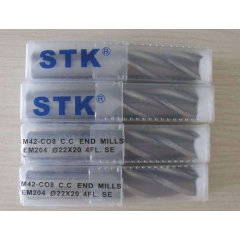 STK®
STK®
M42-CO8 C.C END MILLS
EM204 Ø22X20 4FL. SE
M42-CO8 C.C END MILLS
EM204 Ø22X20 4FL. SE